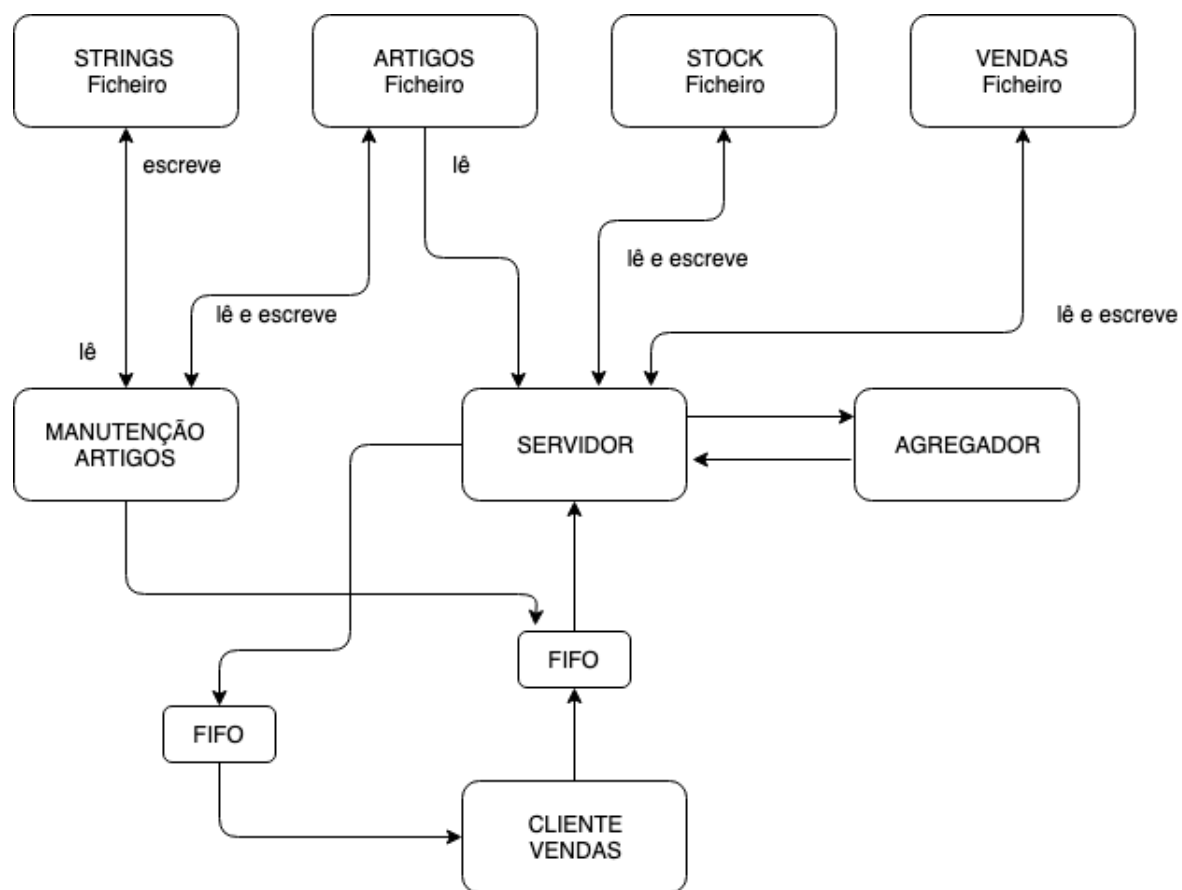 STRINGS
Ficheiro
ARTIGOS
Ficheiro
STOCK
Ficheiro
VENDAS
Ficheiro
escreve
lê
lê e escreve
lê e escreve
lê e escreve
lê
MANUTENÇÃO
ARTIGOS
SERVIDOR
AGREGADOR
FIFO
FIFO
CLIENTE
VENDAS